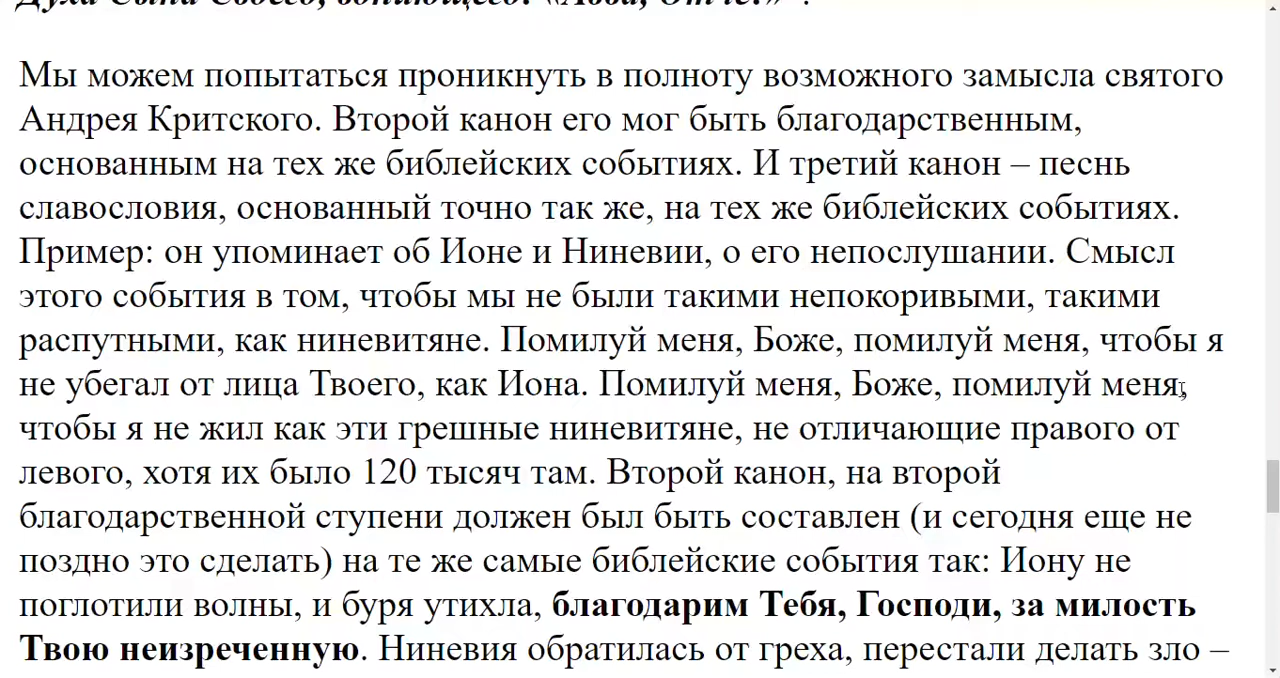 Духа Сына Своего, вопиющего: «Авва, Отче!»
Мы можем попытаться проникнуть в полноту возможного замысла святого
Андрея Критского. Второй канон его мог быть благодарственным,
основанным на тех же библейских событиях. И третий канон – песнь
славословия, основанный точно так же, на тех же библейских событиях.
Пример: он упоминает об Ионе и Ниневии, о его непослушании. Смысл
этого события в том, чтобы мы не были такими непокоривыми, такими
распутными, как ниневитяне. Помилуй меня, Боже, помилуй меня, чтобы я
не убегал от лица Твоего, как Иона. Помилуй меня, Боже, помилуй меня,
чтобы я не жил как эти грешные ниневитяне, не отличающие правого от
левого, хотя их было 120 тысяч там. Второй канон, на второй
благодарственной ступени должен был быть составлен (и сегодня еще не
поздно это сделать) на те же самые библейские события так: Иону не
поглотили волны, и буря утихла, благодарим Тебя, Господи, за милость
Твою неизреченную. Ниневия обратилась от греха, перестали делать зло –